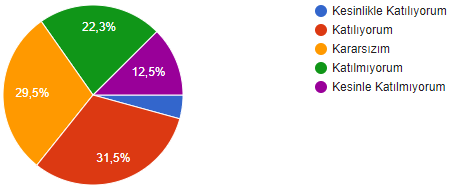 22,3%
12,5%
29,5%
31,5%
Kesinlikle Katılıyorum
Katılıyorum
Kararsızım
Katılmıyorum
Kesinle Katılmıyorum